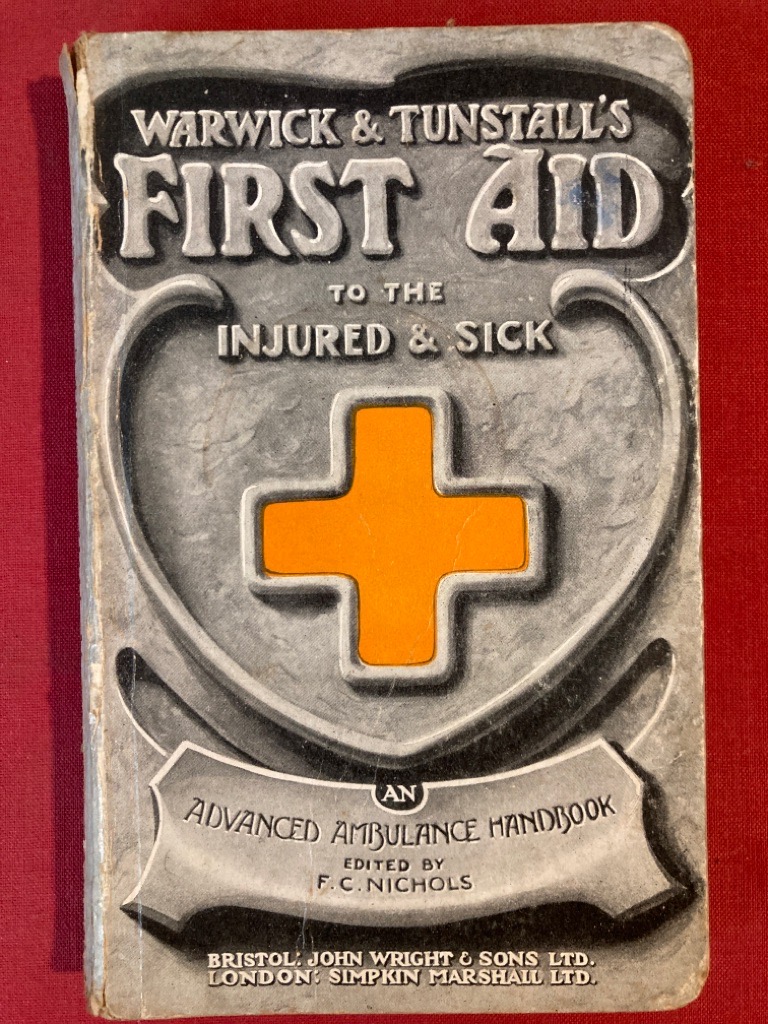 WARWICK & TUNSTALL'S
FIRST AID
TO THE
INJURED & SICK
AN
ADVANCED AMBULANCE HANDBOOK
EDITED BY
F. C. NICHOLS
BRISTOL: JOHN WRIGHT & SONS LTD.
LONDON: SIMPKIN MARSHALL LTD.